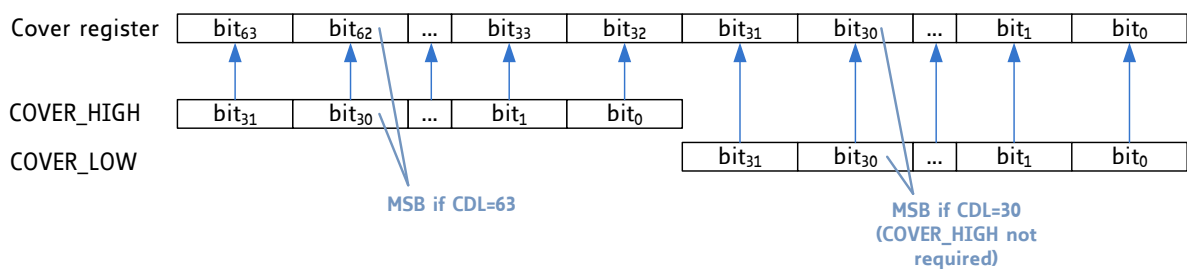 Cover register bit63 bit62 ... bit33 bit32 bit31 bit30 ... bit1 bit0
COVER_HIGH bit31 bit30 ... bit1 bit0
COVER_LOW bit31 bit30 ... bit1 bit0
MSB if CDL=63
MSB if CDL=30
(COVER_HIGH not
required)